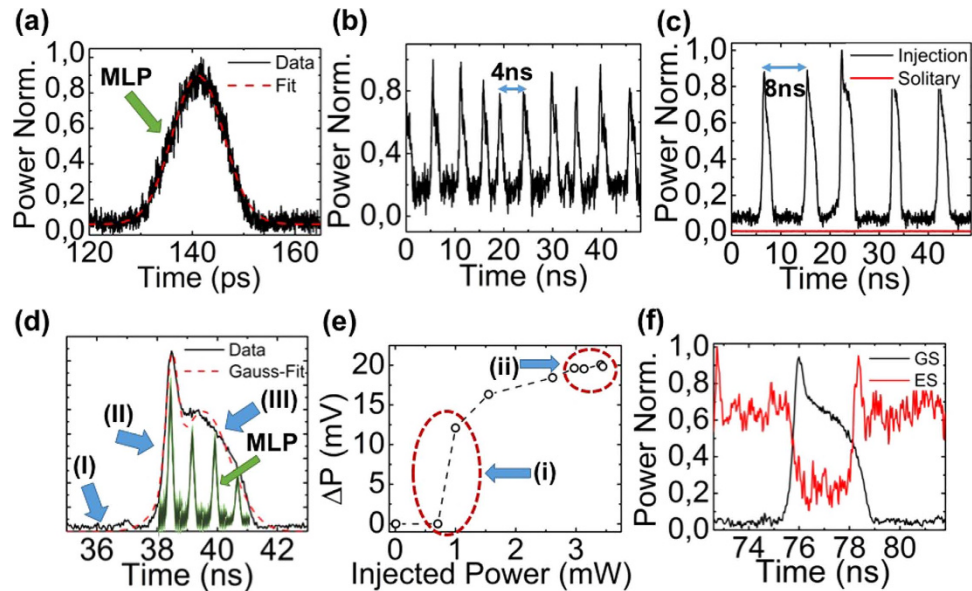 (a)
Power Norm.
1,0
0,8
0,6
0,4
0,2
0,0
MLP
Data
Fit
120 140 160
Time (ps)
(b)
Power Norm.
1,0
0,8
0,4
0,0
4ns
0 10 20 30 40
Time (ns)
(c)
Power Norm.
1,0
0,8
0,6
0,4
0,2
0,0
Injection
Solitary
8ns
0 10 20 30 40
Time (ns)
(d)
Data
Gauss-Fit
(I)
(II)
(III)
MLP
36 38 40 42
Time (ns)
(e)
ΔP (mV)
20
15
10
5
0
(ii)
(i)
0 1 2 3
Injected Power (mW)
(f)
Power Norm.
1,0
0,8
0,6
0,4
0,2
0,0
GS
ES
74 76 78 80
Time (ns)